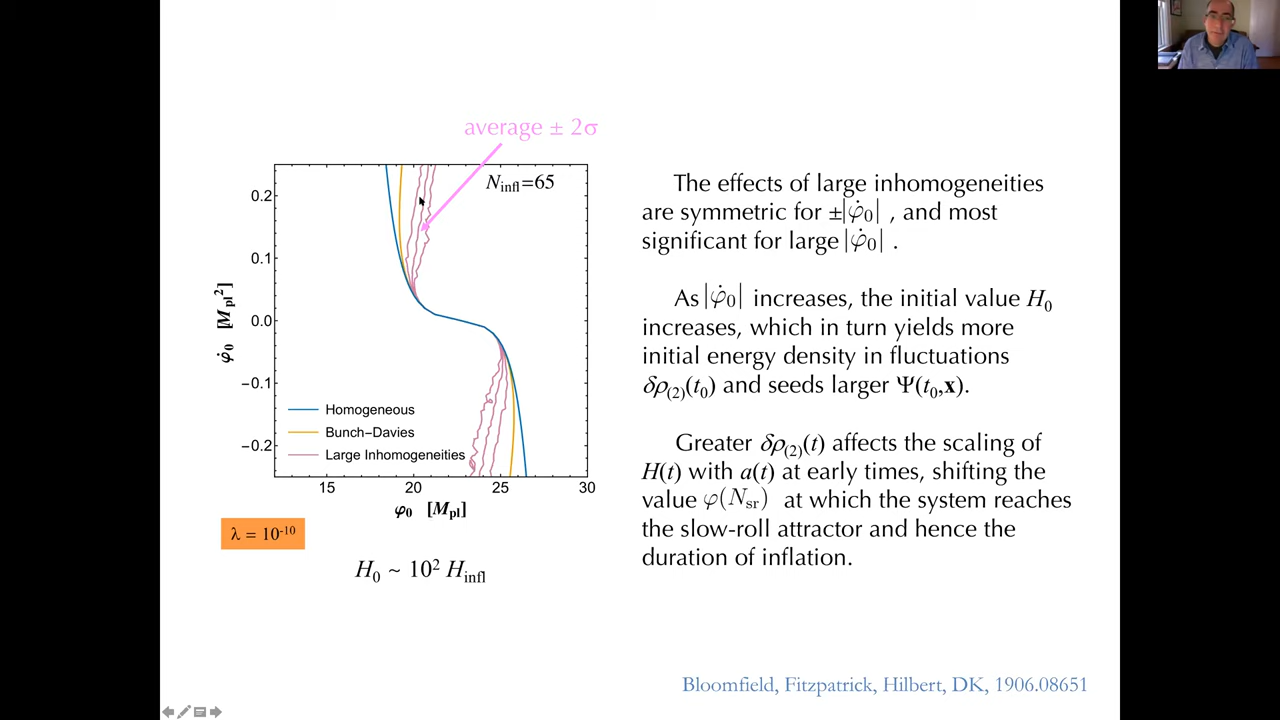 average ± 2σ
N_infl=65
0.2
0.1
0.0
−0.1
−0.2
φ̇₀ [M_pl²]
Homogeneous
Bunch−Davies
Large Inhomogeneities
15 20 25 30
φ₀ [M_pl]
λ = 10⁻¹⁰
H₀ ~ 10² H_infl
The effects of large inhomogeneities
are symmetric for ±|φ̇₀| , and most
significant for large |φ̇₀| .
As |φ̇₀| increases, the initial value H₀
increases, which in turn yields more
initial energy density in fluctuations
δρ₍₂₎(t₀) and seeds larger Ψ(t₀,x).
Greater δρ₍₂₎(t) affects the scaling of
H(t) with a(t) at early times, shifting the
value φ(N_sr) at which the system reaches
the slow-roll attractor and hence the
duration of inflation.
Bloomfield, Fitzpatrick, Hilbert, DK, 1906.08651